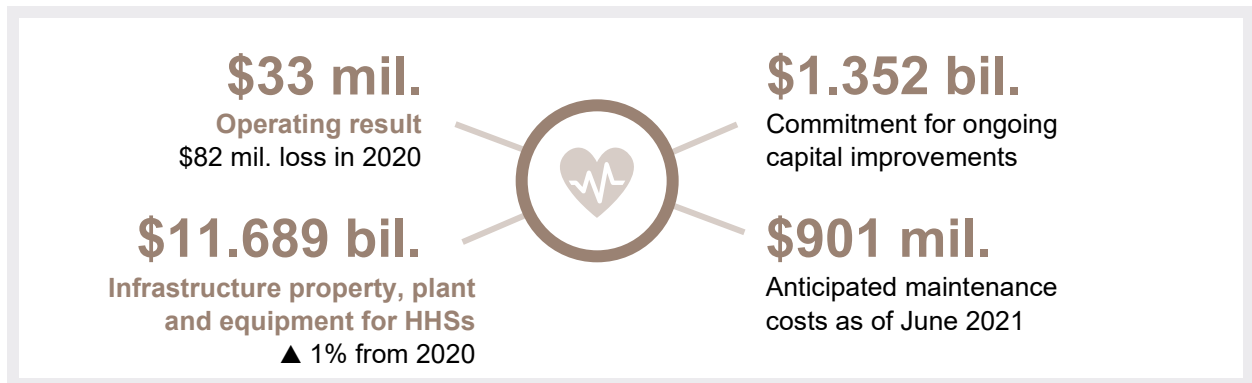 $33 mil.
Operating result
$82 mil. loss in 2020
$11.689 bil.
Infrastructure property, plant
and equipment for HHSs
▲ 1% from 2020
$1.352 bil.
Commitment for ongoing
capital improvements
$901 mil.
Anticipated maintenance
costs as of June 2021